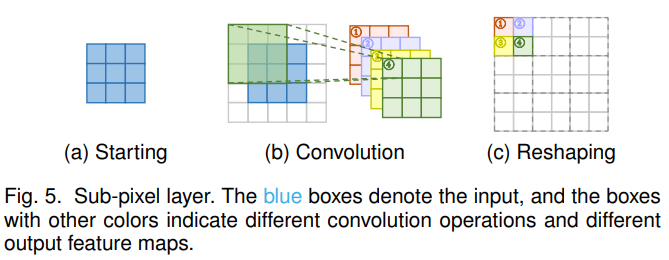 ① ② ③ ④
① ②
③ ④
(a) Starting (b) Convolution (c) Reshaping
Fig. 5. Sub-pixel layer. The blue boxes denote the input, and the boxes
with other colors indicate different convolution operations and different
output feature maps.